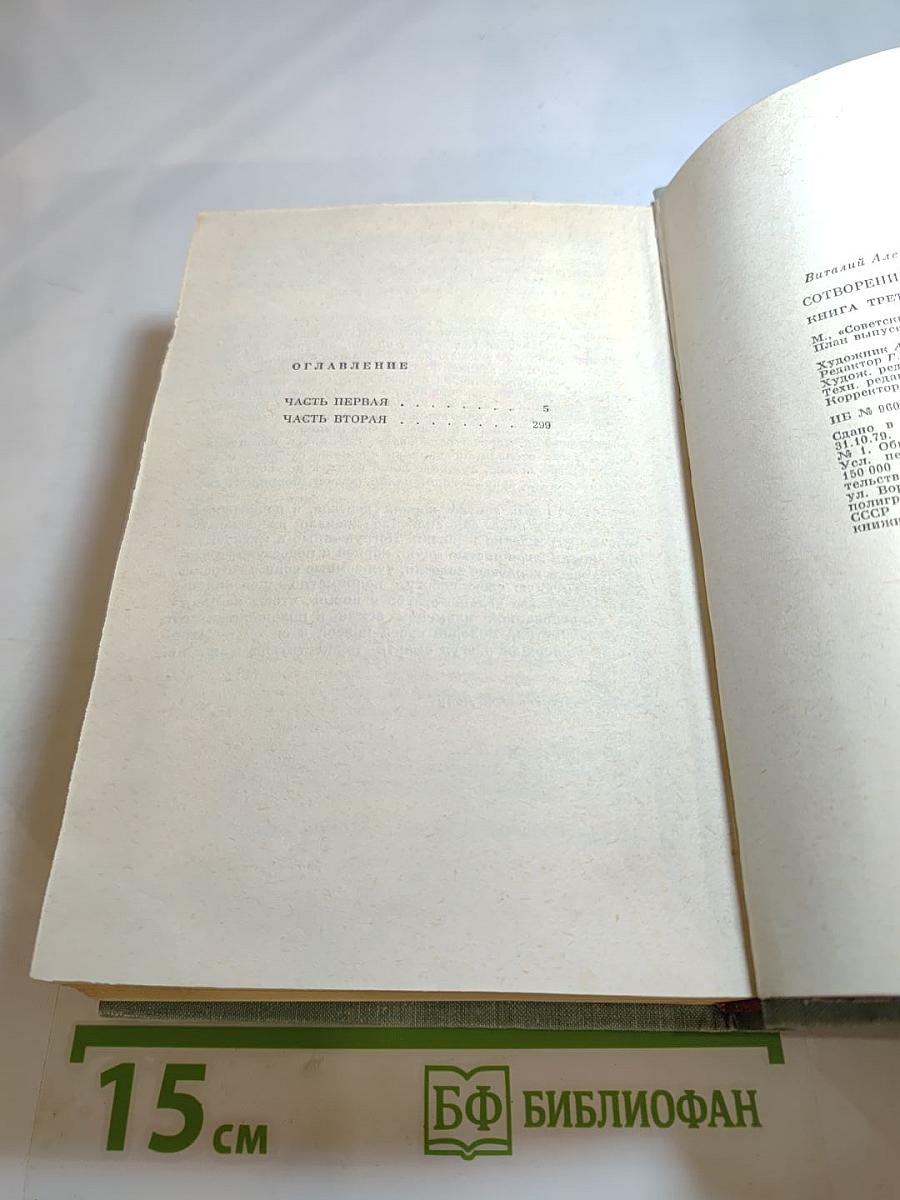 ОГЛАВЛЕНИЕ
ЧАСТЬ ПЕРВАЯ . . . . . . . . 5
ЧАСТЬ ВТОРАЯ . . . . . . . . 299
Виталий Але
СОТВОРЕНИ
КНИГА ТРЕТ
М., «Советски
План выпуск
Художник А
Редактор Г.
Худож. ред
Техн. редак
Корректор
ИБ № 960
Сдано в
31.10.79.
№ 1. Об
Усл. пе
150 000
тельств
ул. Вор
полигр
СССР
книжн
15 см
БФ БИБЛИОФАН